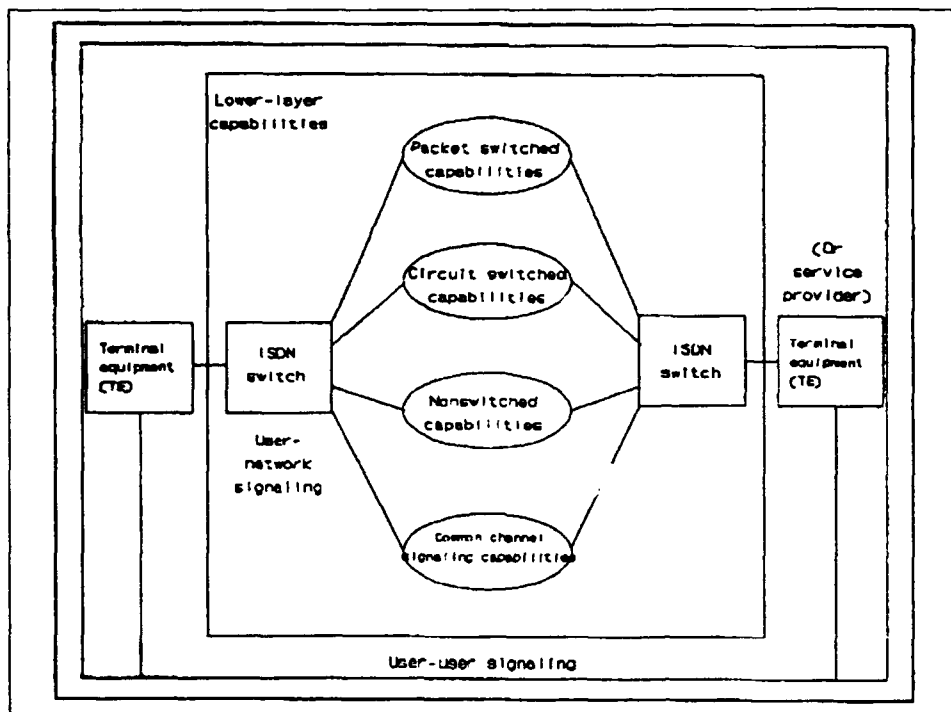 Lower-layer
capabilities
Packet switched
capabilities
Circuit switched
capabilities
(Or
service
provider)
Terminal
equipment
(TE)
ISDN
switch
ISDN
switch
Terminal
equipment
(TE)
Nonswitched
capabilities
User-
network
signaling
Common channel
signaling capabilities
User-user signaling